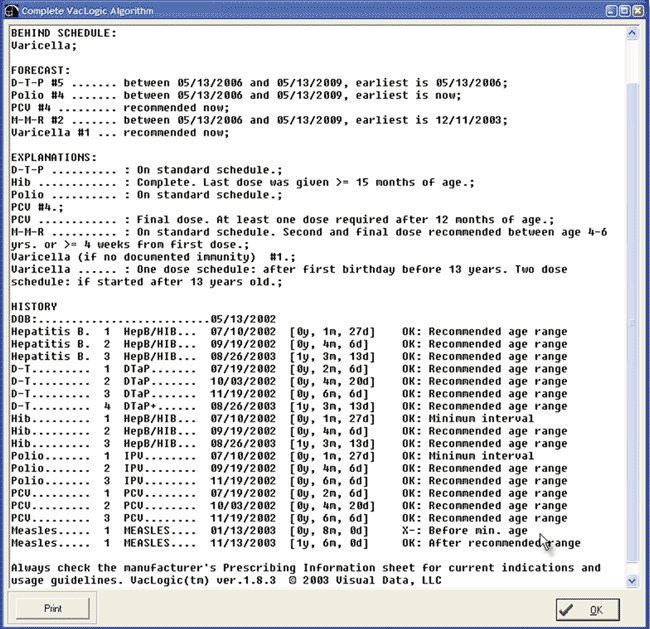 Complete VacLogic Algorithm
BEHIND SCHEDULE:
Varicella;
FORECAST:
D-T-P #5 ....... between 05/13/2006 and 05/13/2009, earliest is 05/13/2006;
Polio #4 ....... between 05/13/2006 and 05/13/2009, earliest is now;
PCV #4 ......... recommended now;
M-M-R #2 ....... between 05/13/2006 and 05/13/2009, earliest is 12/11/2003;
Varicella #1 ... recommended now;
EXPLANATIONS:
D-T-P .......... : On standard schedule.;
Hib ............ : Complete. Last dose was given >= 15 months of age.;
Polio .......... : On standard schedule.;
PCV #4.;
PCV ............ : Final dose. At least one dose required after 12 months of age.;
M-M-R .......... : On standard schedule. Second and final dose recommended between age 4-6
yrs. or >= 4 weeks from first dose.;
Varicella (if no documented immunity)  #1.;
Varicella ...... : One dose schedule: after first birthday before 13 years. Two dose
schedule: if started after 13 years old.;
HISTORY
DOB:..........................05/13/2002
Hepatitis B.  1  HepB/HIB...  07/10/2002  [0y, 1m, 27d]    OK: Recommended age range
Hepatitis B.  2  HepB/HIB...  09/19/2002  [0y, 4m, 6d]     OK: Recommended age range
Hepatitis B.  3  HepB/HIB...  08/26/2003  [1y, 3m, 13d]    OK: Recommended age range
D-T.........  1  DTaP.......  07/19/2002  [0y, 2m, 6d]     OK: Recommended age range
D-T.........  2  DTaP.......  10/03/2002  [0y, 4m, 20d]    OK: Recommended age range
D-T.........  3  DTaP.......  11/19/2002  [0y, 6m, 6d]     OK: Recommended age range
D-T.........  4  DTaP+......  08/26/2003  [1y, 3m, 13d]    OK: Recommended age range
Hib.........  1  HepB/HIB...  07/10/2002  [0y, 1m, 27d]    OK: Minimum interval
Hib.........  2  HepB/HIB...  09/19/2002  [0y, 4m, 6d]     OK: Recommended age range
Hib.........  3  HepB/HIB...  08/26/2003  [1y, 3m, 13d]    OK: Recommended age range
Polio.......  1  IPV........  07/10/2002  [0y, 1m, 27d]    OK: Minimum interval
Polio.......  2  IPV........  09/19/2002  [0y, 4m, 6d]     OK: Recommended age range
Polio.......  3  IPV........  11/19/2002  [0y, 6m, 6d]     OK: Recommended age range
PCV.........  1  PCV........  07/19/2002  [0y, 2m, 6d]     OK: Recommended age range
PCV.........  2  PCV........  10/03/2002  [0y, 4m, 20d]    OK: Recommended age range
PCV.........  3  PCV........  11/19/2002  [0y, 6m, 6d]     OK: Recommended age range
Measles.....  1  MEASLES....  01/13/2003  [0y, 8m, 0d]     X-: Before min. age
Measles.....  1  MEASLES....  11/13/2003  [1y, 6m, 0d]     OK: After recommended range
Always check the manufacturer's Prescribing Information sheet for current indications and
usage guidelines. VacLogic(tm) ver.1.8.3  © 2003 Visual Data, LLC
Print
OK